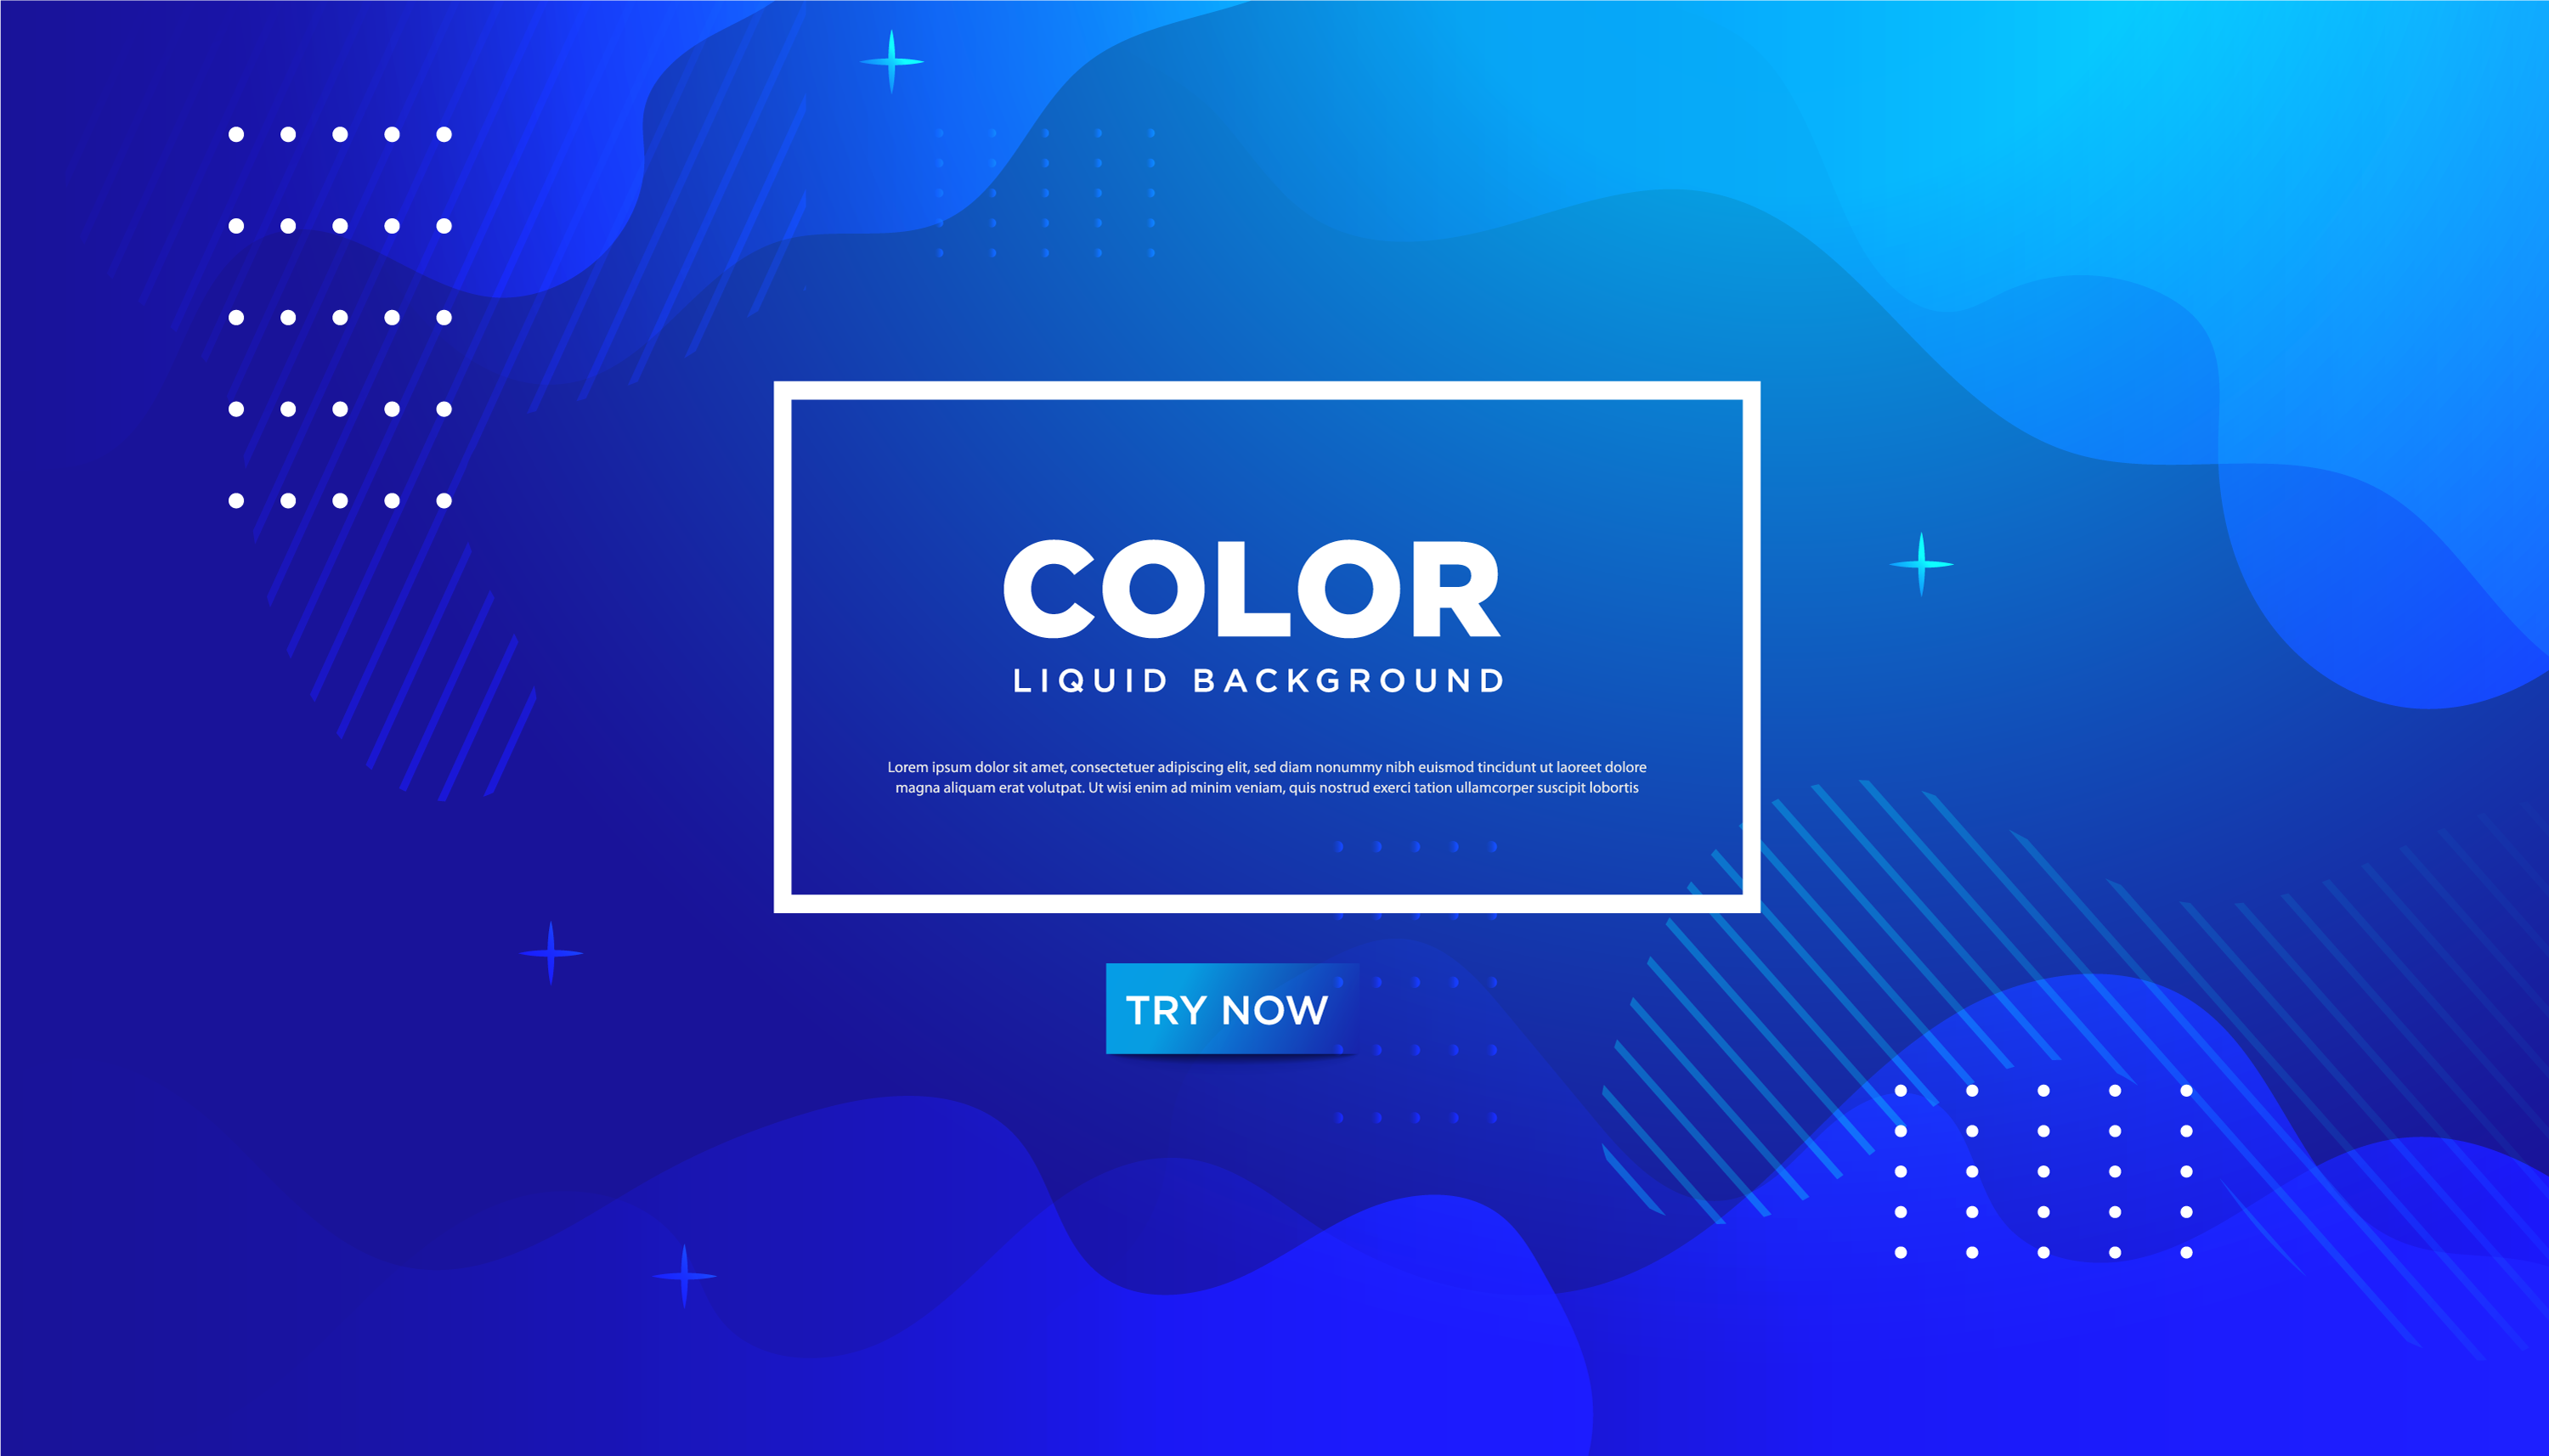 COLOR
LIQUID BACKGROUND
Lorem ipsum dolor sit amet, consectetuer adipiscing elit, sed diam nonummy nibh euismod tincidunt ut laoreet dolore
magna aliquam erat volutpat. Ut wisi enim ad minim veniam, quis nostrud exerci tation ullamcorper suscipit lobortis
TRY NOW